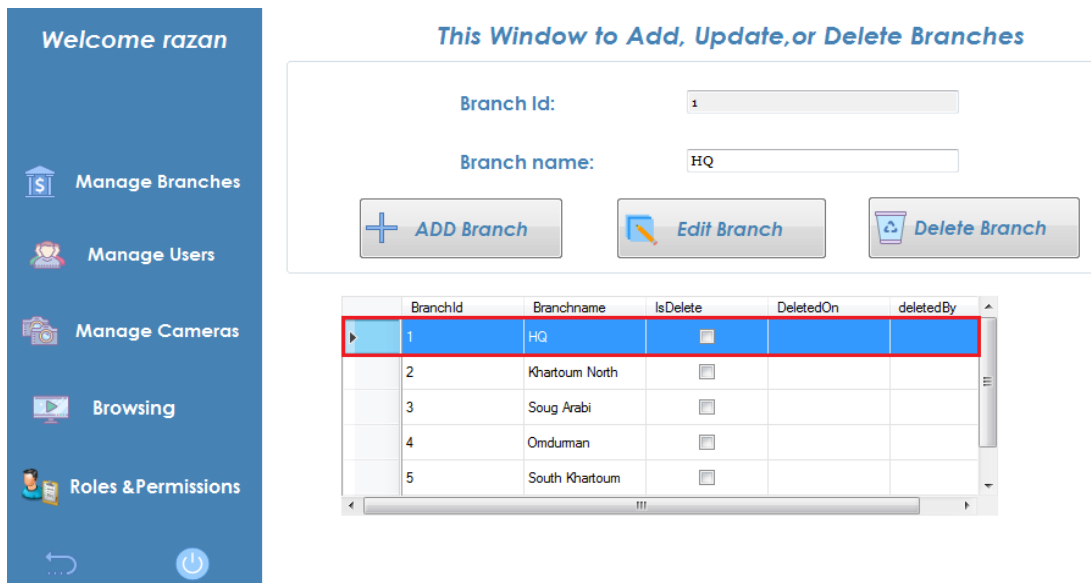 Welcome razan
Manage Branches
Manage Users
Manage Cameras
Browsing
Roles &Permissions
This Window to Add, Update,or Delete Branches
Branch Id:
1
Branch name:
HQ
ADD Branch
Edit Branch
Delete Branch
BranchId Branchname IsDelete DeletedOn deletedBy
1 HQ
2 Khartoum North
3 Soug Arabi
4 Omdurman
5 South Khartoum